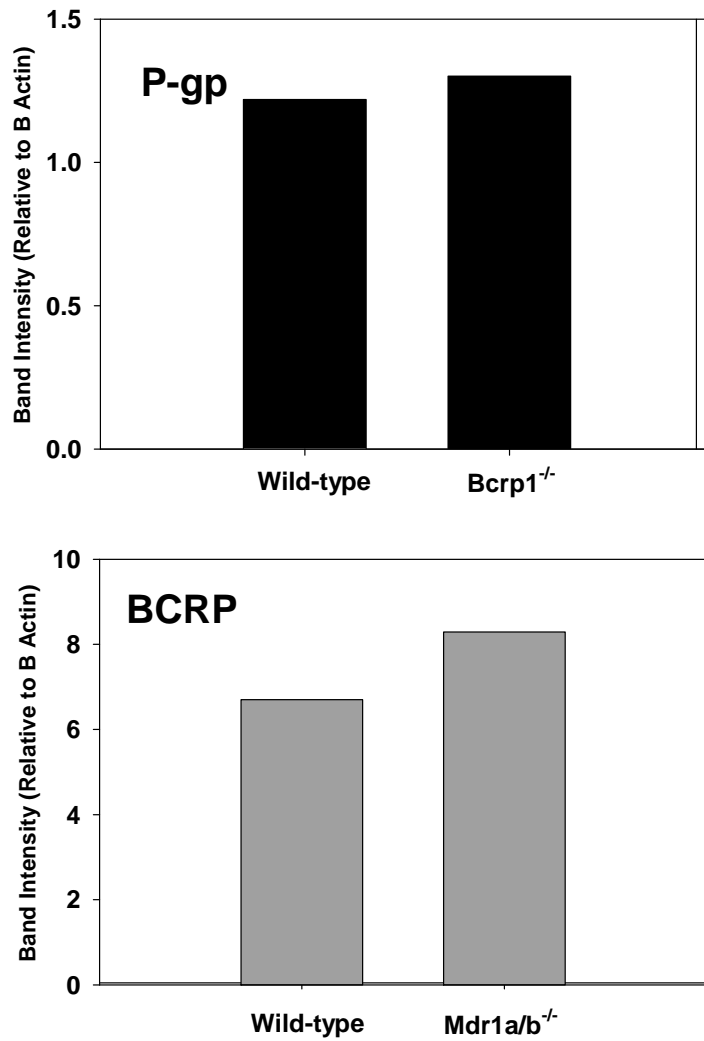 Band Intensity (Relative to B Actin)
1.5
1.0
0.5
0.0
P-gp
Wild-type
Bcrp1-/-
Band Intensity (Relative to B Actin)
10
8
6
4
2
0
BCRP
Wild-type
Mdr1a/b-/-